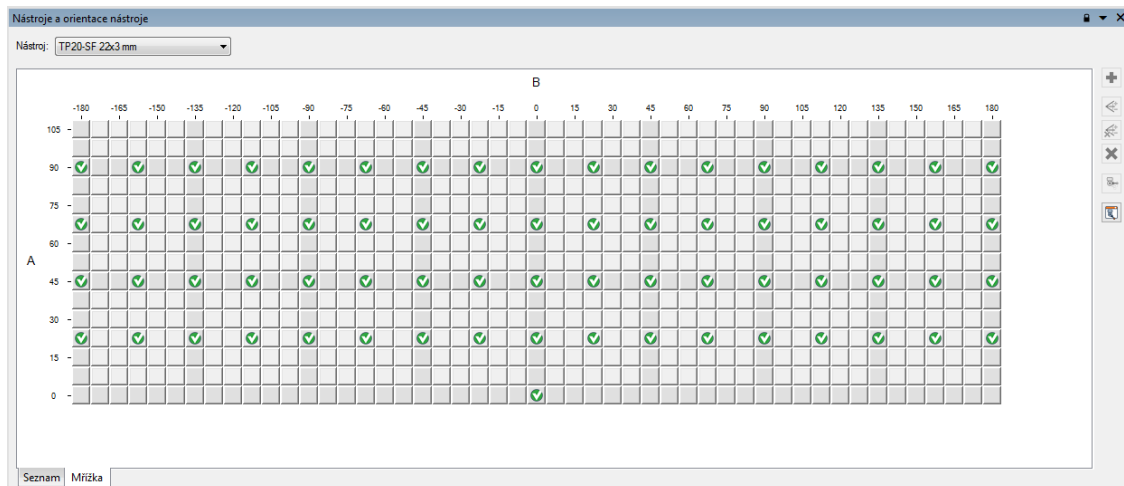 Nástroje a orientace nástroje
Nástroj: TP20-SF 22x3 mm
B
-180 -165 -150 -135 -120 -105 -90 -75 -60 -45 -30 -15 0 15 30 45 60 75 90 105 120 135 150 165 180
105
90
75
60
A
45
30
15
0
Seznam Mřížka